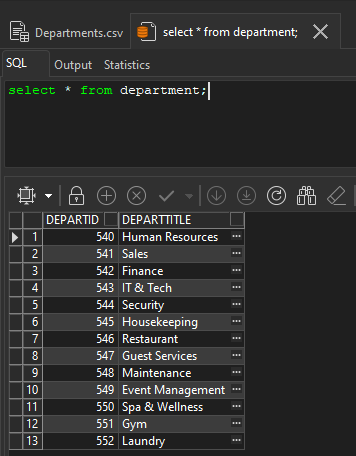 Departments.csv select * from department;
SQL Output Statistics
select * from department;
DEPARTID DEPARTTITLE
1 540 Human Resources ...
2 541 Sales ...
3 542 Finance ...
4 543 IT & Tech ...
5 544 Security ...
6 545 Housekeeping ...
7 546 Restaurant ...
8 547 Guest Services ...
9 548 Maintenance ...
10 549 Event Management ...
11 550 Spa & Wellness ...
12 551 Gym ...
13 552 Laundry ...